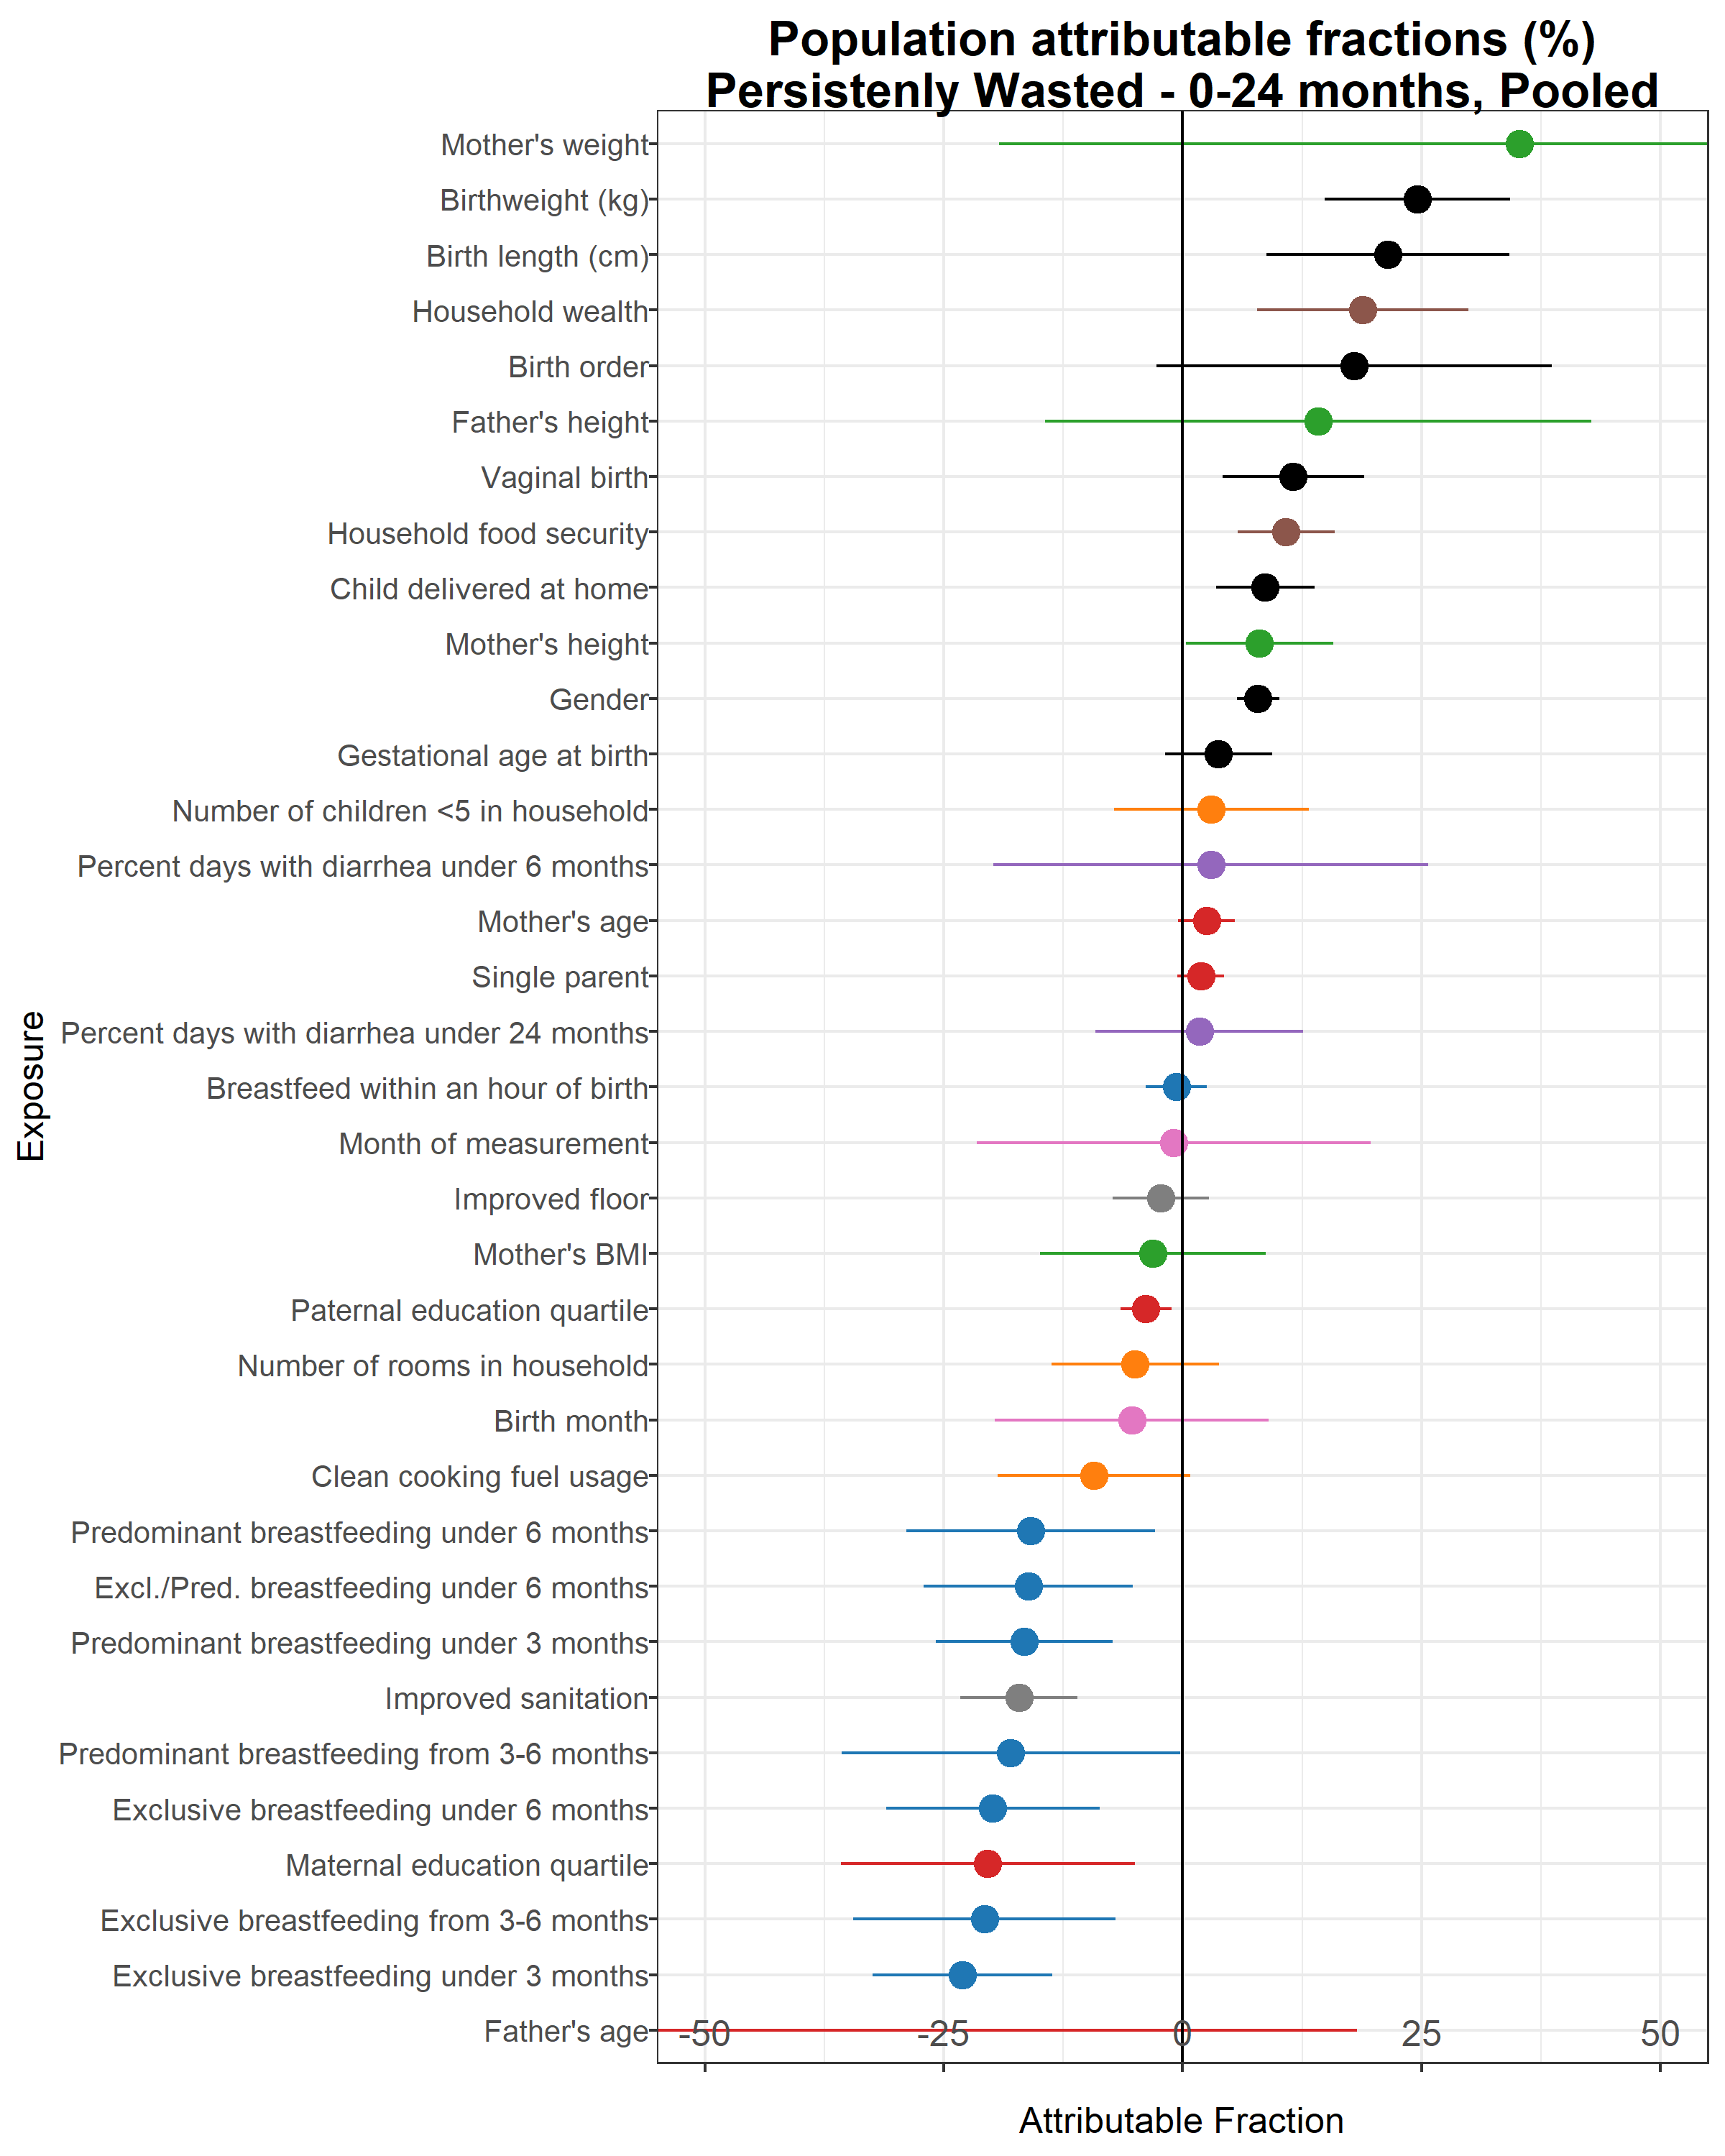 Population attributable fractions (%)
Persistenly Wasted - 0-24 months, Pooled
Mother's weight
Birthweight (kg)
Birth length (cm)
Household wealth
Birth order
Father's height
Vaginal birth
Household food security
Child delivered at home
Mother's height
Gender
Gestational age at birth
Number of children <5 in household
Percent days with diarrhea under 6 months
Mother's age
Single parent
Percent days with diarrhea under 24 months
Breastfeed within an hour of birth
Month of measurement
Improved floor
Mother's BMI
Paternal education quartile
Number of rooms in household
Birth month
Clean cooking fuel usage
Predominant breastfeeding under 6 months
Excl./Pred. breastfeeding under 6 months
Predominant breastfeeding under 3 months
Improved sanitation
Predominant breastfeeding from 3-6 months
Exclusive breastfeeding under 6 months
Maternal education quartile
Exclusive breastfeeding from 3-6 months
Exclusive breastfeeding under 3 months
Father's age
Exposure
-50 -25 0 25 50
Attributable Fraction